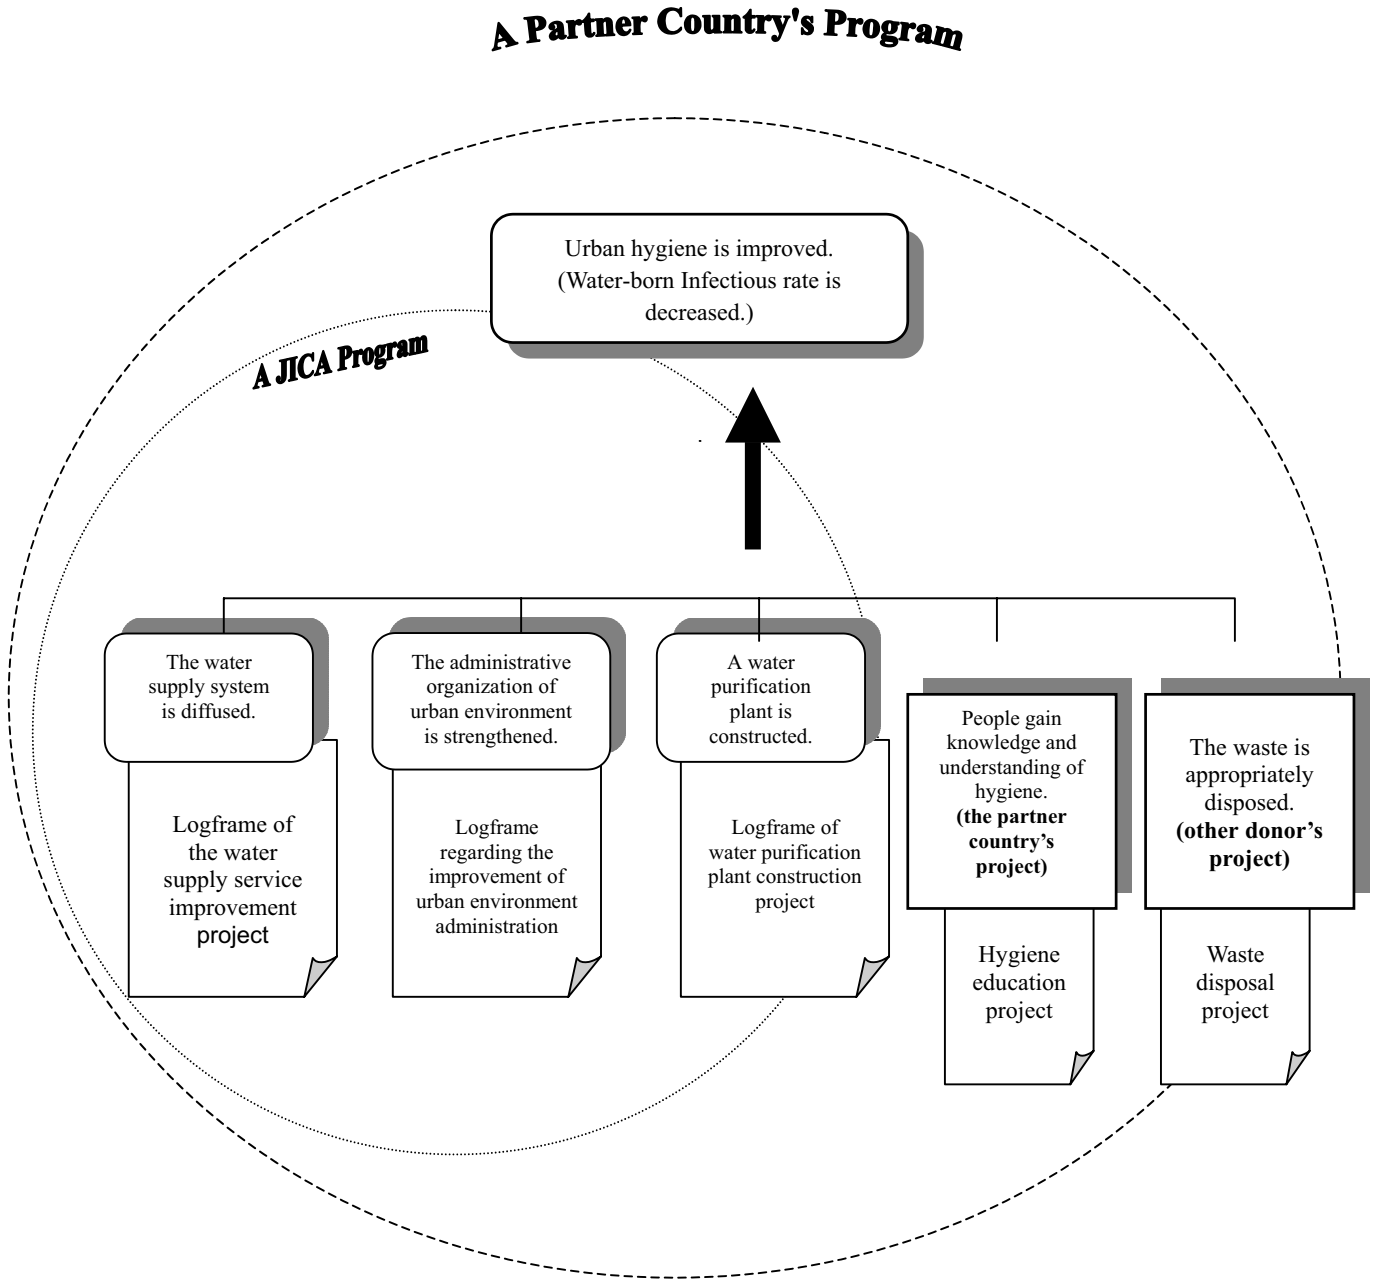 A Partner Country's Program
Urban hygiene is improved.
(Water-born Infectious rate is
decreased.)
A JICA Program
The water
supply system
is diffused.
The administrative
organization of
urban environment
is strengthened.
A water
purification
plant is
constructed.
People gain
knowledge and
understanding of
hygiene.
(the partner
country’s
project)
The waste is
appropriately
disposed.
(other donor’s
project)
Logframe of
the water
supply service
improvement
project
Logframe
regarding the
improvement of
urban environment
administration
Logframe of
water purification
plant construction
project
Hygiene
education
project
Waste
disposal
project